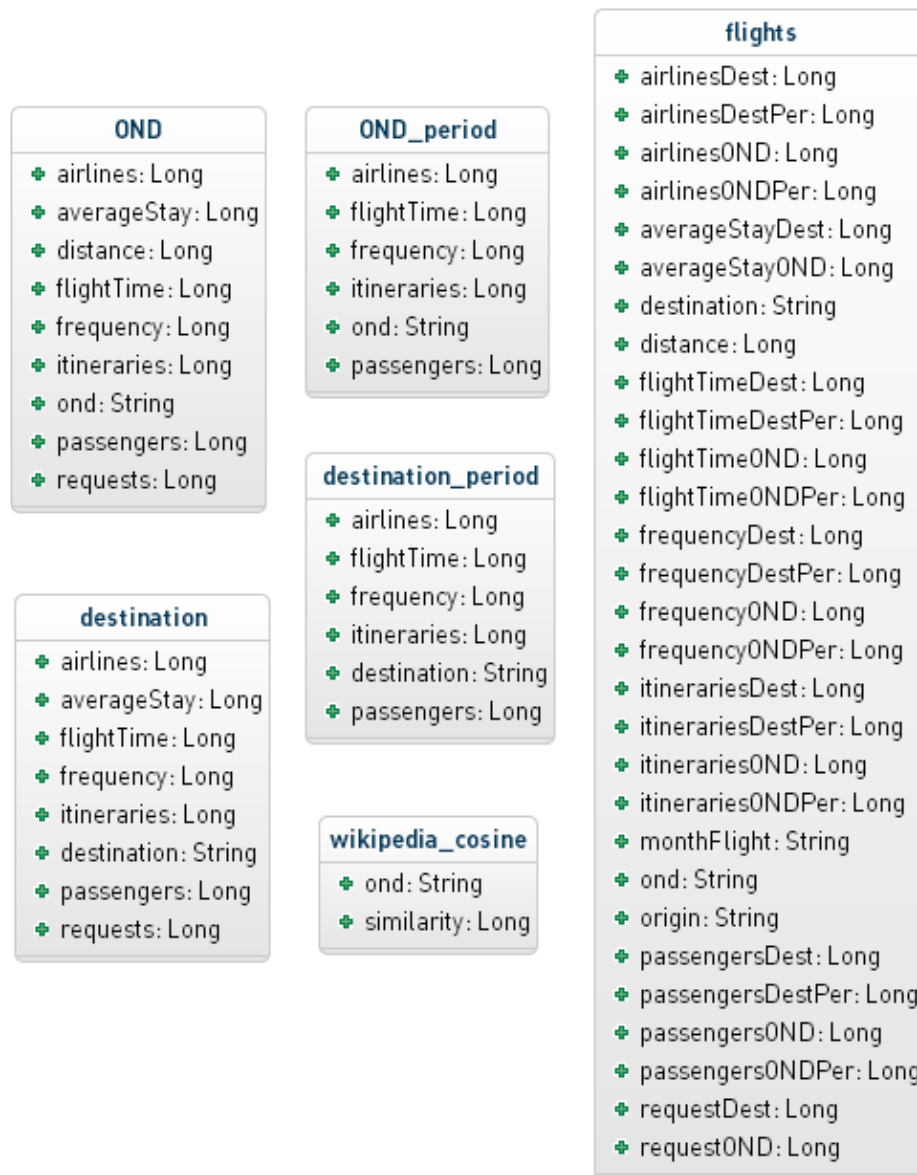 OND
airlines: Long
averageStay: Long
distance: Long
flightTime: Long
frequency: Long
itineraries: Long
ond: String
passengers: Long
requests: Long
OND_period
airlines: Long
flightTime: Long
frequency: Long
itineraries: Long
ond: String
passengers: Long
destination
airlines: Long
averageStay: Long
flightTime: Long
frequency: Long
itineraries: Long
destination: String
passengers: Long
requests: Long
destination_period
airlines: Long
flightTime: Long
frequency: Long
itineraries: Long
destination: String
passengers: Long
wikipedia_cosine
ond: String
similarity: Long
flights
airlinesDest: Long
airlinesDestPer: Long
airlinesOND: Long
airlinesONDPer: Long
averageStayDest: Long
averageStayOND: Long
destination: String
distance: Long
flightTimeDest: Long
flightTimeDestPer: Long
flightTimeOND: Long
flightTimeONDPer: Long
frequencyDest: Long
frequencyDestPer: Long
frequencyOND: Long
frequencyONDPer: Long
itinerariesDest: Long
itinerariesDestPer: Long
itinerariesOND: Long
itinerariesONDPer: Long
monthFlight: String
ond: String
origin: String
passengersDest: Long
passengersDestPer: Long
passengersOND: Long
passengersONDPer: Long
requestDest: Long
requestOND: Long